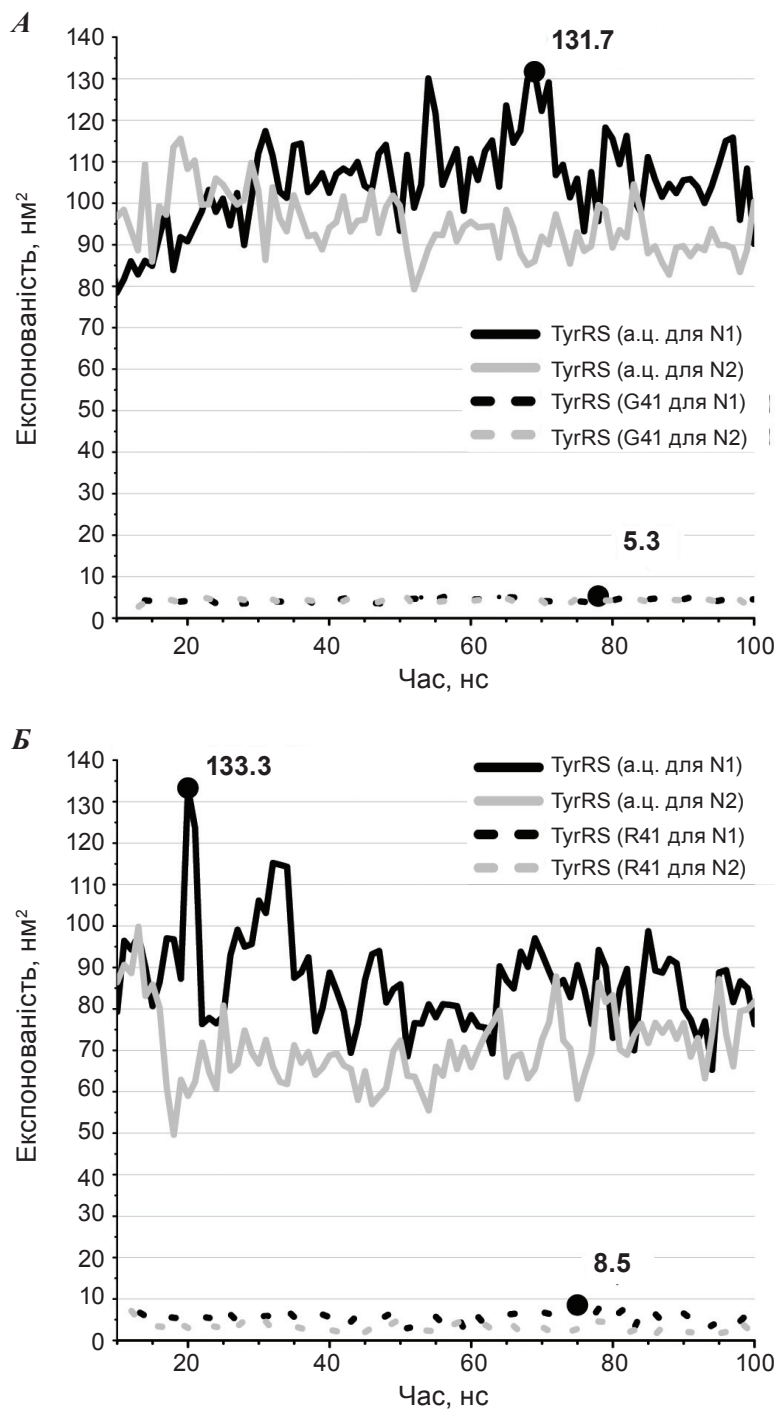 А
140
131.7
130
120
110
100
90
80
70
60
50
40
30
20
10
0
Експонованість, нм²
TyrRS (а.ц. для N1)
TyrRS (а.ц. для N2)
TyrRS (G41 для N1)
TyrRS (G41 для N2)
5.3
20 40 60 80 100
Час, нс
Б
140
133.3
130
120
110
100
90
80
70
60
50
40
30
20
10
0
Експонованість, нм²
TyrRS (а.ц. для N1)
TyrRS (а.ц. для N2)
TyrRS (R41 для N1)
TyrRS (R41 для N2)
8.5
20 40 60 80 100
Час, нс